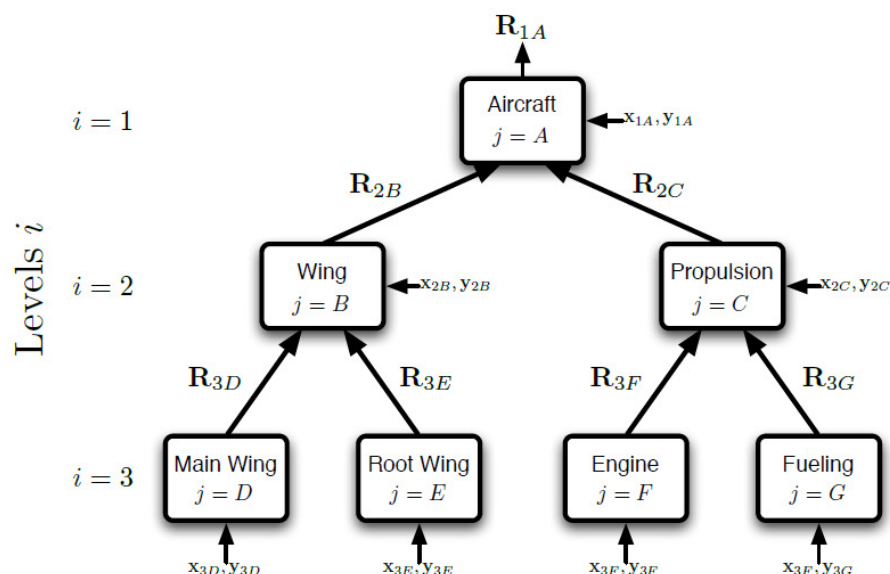 R1A
i = 1
Aircraft
j = A
x1A, y1A
R2B
R2C
Levels i
i = 2
Wing
j = B
x2B, y2B
Propulsion
j = C
x2C, y2C
R3D
R3E
R3F
R3G
i = 3
Main Wing
j = D
Root Wing
j = E
Engine
j = F
Fueling
j = G
x3D, y3D
x3E, y3E
x3F, y3F
x3F, y3G